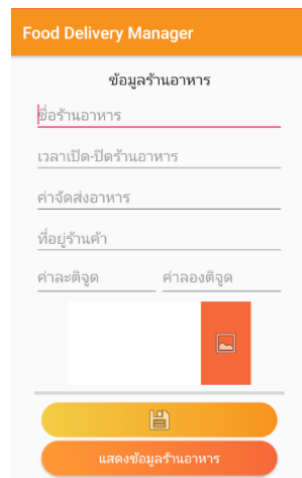 Food Delivery Manager
ข้อมูลร้านอาหาร
ชื่อร้านอาหาร
เวลาเปิด-ปิดร้านอาหาร
ค่าจัดส่งอาหาร
ที่อยู่ร้านค้า
ค่าละติจูด ค่าลองติจูด
แสดงข้อมูลร้านอาหาร